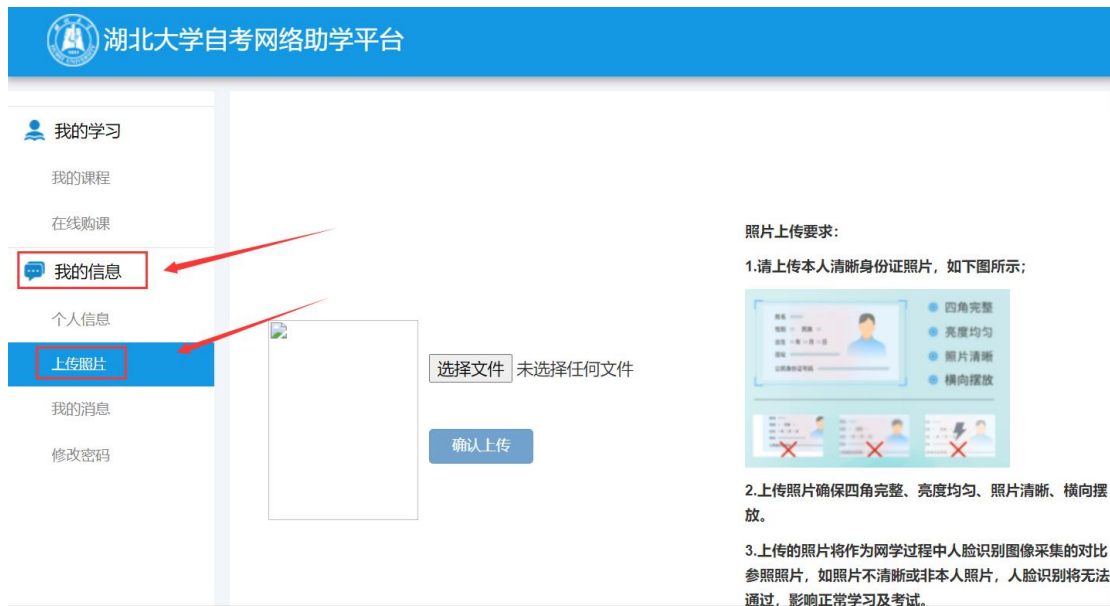 湖北大学自考网络助学平台
我的学习
我的课程
在线购课
我的信息
个人信息
上传照片
我的消息
修改密码
选择文件 未选择任何文件
确认上传
照片上传要求：
1.请上传本人清晰身份证照片，如下图所示；
四角完整
亮度均匀
照片清晰
横向摆放
2.上传照片确保四角完整、亮度均匀、照片清晰、横向摆
放。
3.上传的照片将作为网学过程中人脸识别图像采集的对比
参照照片，如照片不清晰或非本人照片，人脸识别将无法
通过，影响正常学习及考试。